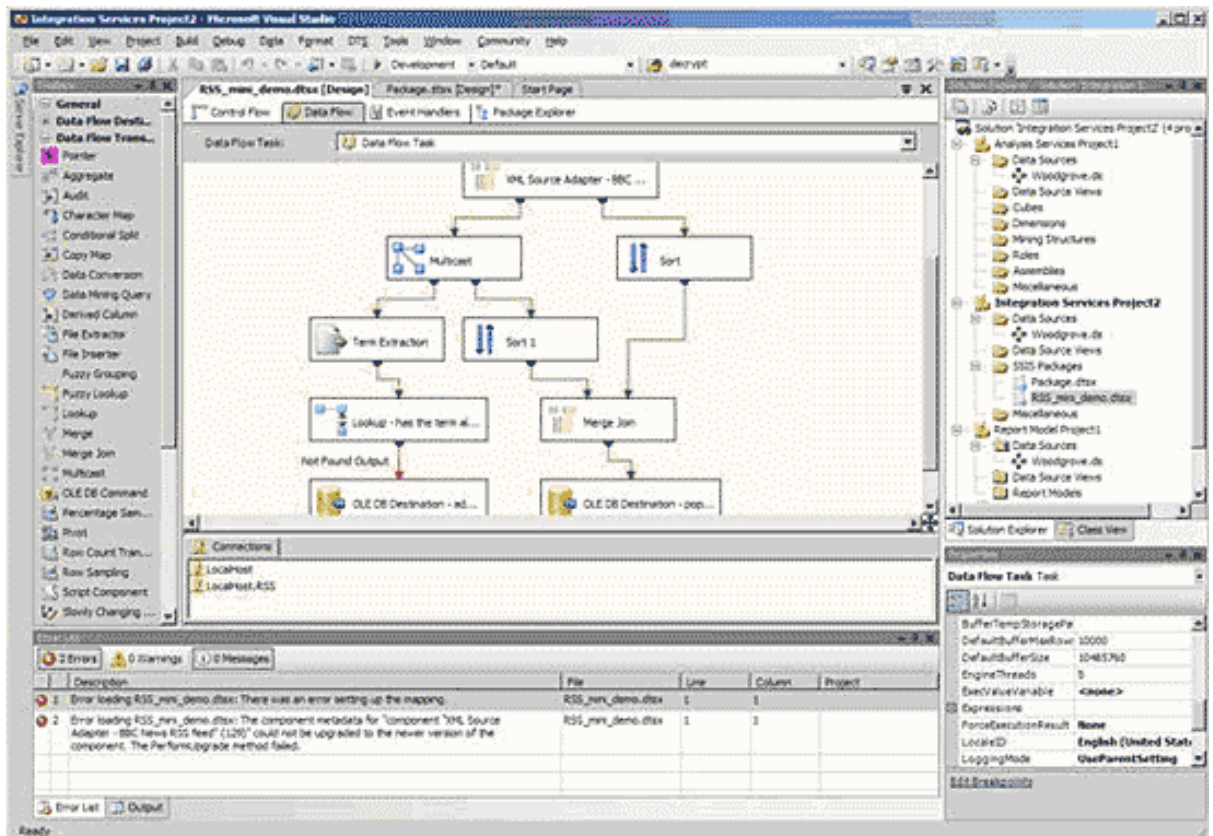 Integration Services Project2 - Microsoft Visual Studio
File Edit View Project Build Debug Data Format DTS Tools Window Community Help
Development Default decrypt
RSS_mini_demo.dtsx [Design] Package.dtsx [Design]* Start Page
Control Flow Data Flow Event Handlers Package Explorer
Data Flow Task: Data Flow Task
Server Explorer
General
Data Flow Desti...
Data Flow Trans...
Pointer
Aggregate
Audit
Character Map
Conditional Split
Copy Map
Data Conversion
Data Mining Query
Derived Column
File Extractor
File Inserter
Fuzzy Grouping
Fuzzy Lookup
Lookup
Merge
Merge Join
Multicast
OLE DB Command
Percentage Sam...
Pivot
Row Count Tran...
Row Sampling
Script Component
Slowly Changing ...
XML Source Adapter - BBC ...
Multicast
Sort
Term Extraction
Sort 1
Lookup - has the term al...
Merge Join
Not Found Output
OLE DB Destination - ad...
OLE DB Destination - pop...
Connections
LocalHost
LocalHost.RSS
Solution 'Integration Services Project2' (4 pro
Analysis Services Project1
Data Sources
Woodgrove.ds
Data Source Views
Cubes
Dimensions
Mining Structures
Roles
Assemblies
Miscellaneous
Integration Services Project2
Data Sources
Woodgrove.ds
Data Source Views
SSIS Packages
Package.dtsx
RSS_mini_demo.dtsx
Miscellaneous
Report Model Project1
Data Sources
Woodgrove.ds
Data Source Views
Report Models
Solution Explorer Class View
Properties
Data Flow Task Task
BufferTempStoragePa
DefaultBufferMaxRows 10000
DefaultBufferSize 10485760
EngineThreads 5
ExecValueVariable <none>
Expressions
ForceExecutionResult None
LocaleID English (United Stat
LoggingMode UseParentSetting
Edit Breakpoints
Error List
2 Errors 0 Warnings 0 Messages
Description File Line Column Project
1 Error loading RSS_mini_demo.dtsx: There was an error setting up the mapping. RSS_mini_demo.dtsx 1 1
2 Error loading RSS_mini_demo.dtsx: The component metadata for "component "XML Source RSS_mini_demo.dtsx 1 1
Adapter - BBC News RSS feed" (129)" could not be upgraded to the newer version of the
component. The PerformUpgrade method failed.
Error List Output
Ready